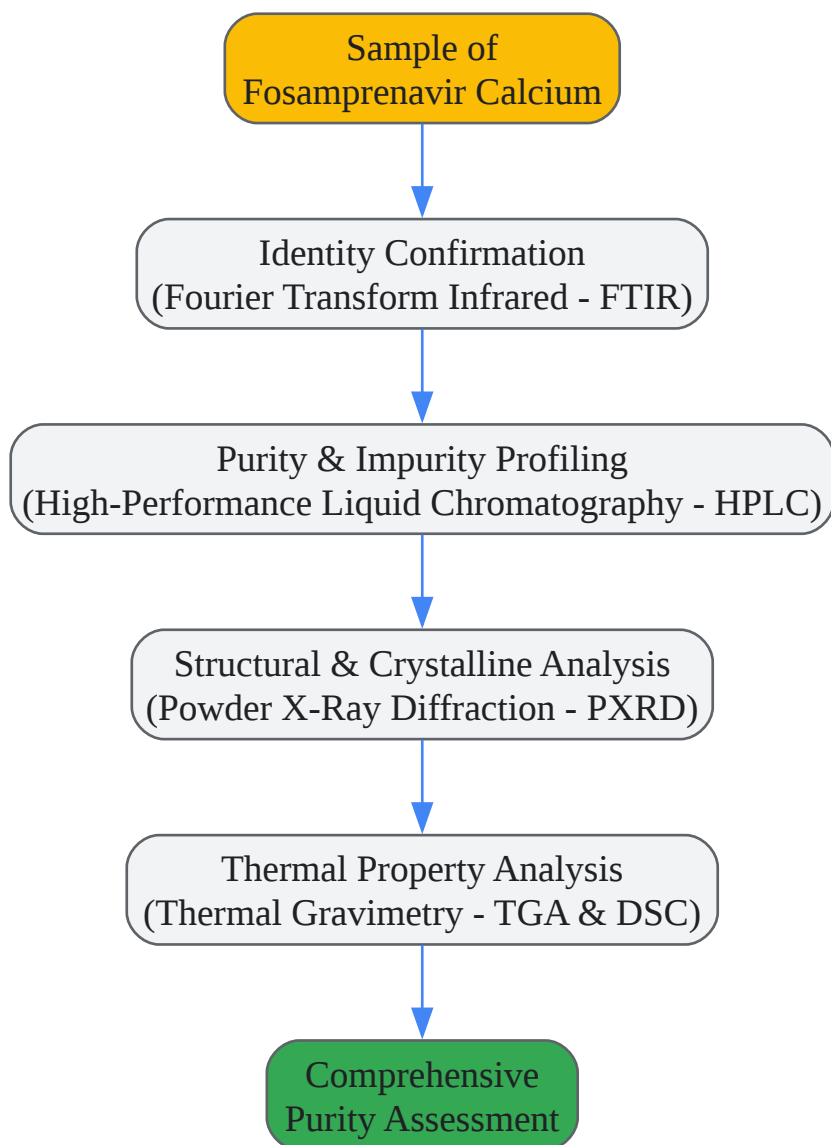 Sample of
Fosamprenavir Calcium
Identity Confirmation
(Fourier Transform Infrared - FTIR)
Purity & Impurity Profiling
(High-Performance Liquid Chromatography - HPLC)
Structural & Crystalline Analysis
(Powder X-Ray Diffraction - PXRD)
Thermal Property Analysis
(Thermal Gravimetry - TGA & DSC)
Comprehensive
Purity Assessment